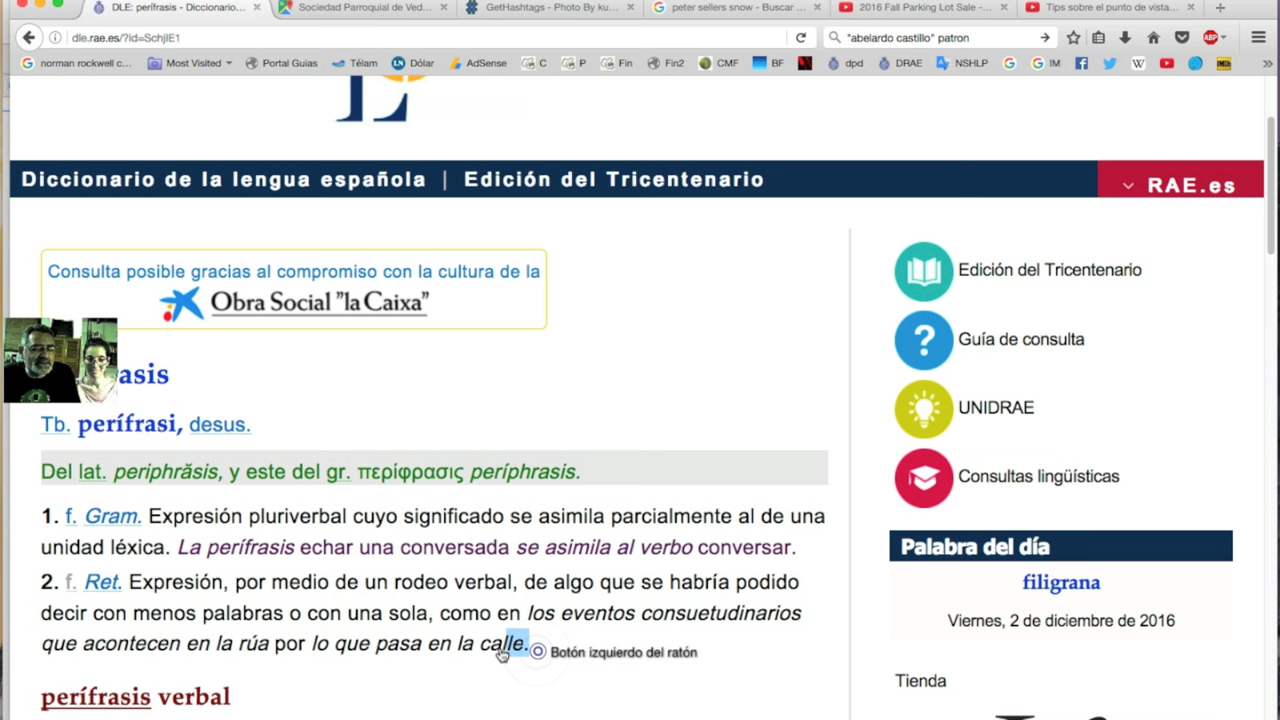 DLE: perífrasis - Diccionario...
Sociedad Parroquial de Ved...
GetHashtags - Photo By ku...
peter sellers snow - Buscar ...
2016 Fall Parking Lot Sale -...
Tips sobre el punto de vista...
dle.rae.es/?id=SchjlE1
"abelardo castillo" patron
ABP
norman rockwell c...
Most Visited
Portal Guias
Télam
LN Dólar
AdSense
C
P
Fin
Fin2
CMF
BF
dpd
DRAE
NSHLP
G
IM
IMDb
Diccionario de la lengua española | Edición del Tricentenario
RAE.es
Consulta posible gracias al compromiso con la cultura de la
Obra Social "la Caixa"
asis
Tb. perífrasi, desus.
Del lat. periphrăsis, y este del gr. περίφρασις períphrasis.
1. f. Gram. Expresión pluriverbal cuyo significado se asimila parcialmente al de una
unidad léxica. La perífrasis echar una conversada se asimila al verbo conversar.
2. f. Ret. Expresión, por medio de un rodeo verbal, de algo que se habría podido
decir con menos palabras o con una sola, como en los eventos consuetudinarios
que acontecen en la rúa por lo que pasa en la calle.
Botón izquierdo del ratón
perífrasis verbal
Edición del Tricentenario
Guía de consulta
UNIDRAE
Consultas lingüísticas
Palabra del día
filigrana
Viernes, 2 de diciembre de 2016
Tienda